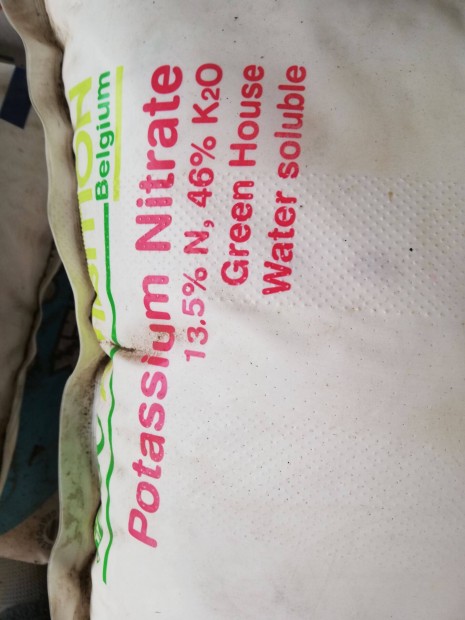 Belgium
Potassium Nitrate
13.5% N, 46% K2O
Green House
Water soluble